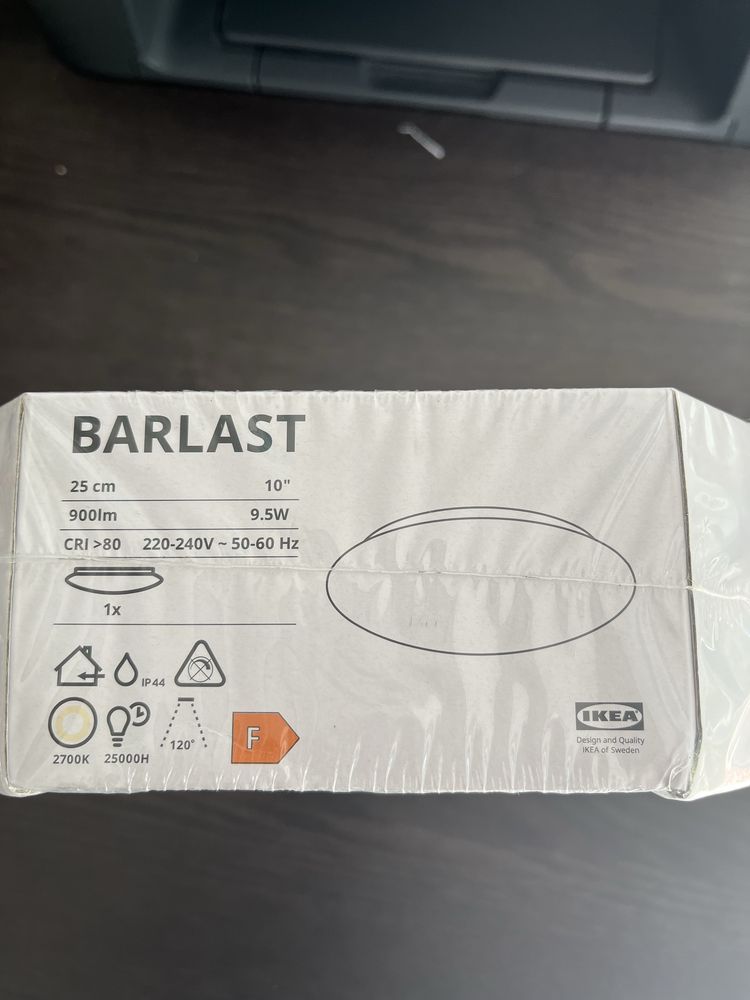 BARLAST
25 cm 10"
900lm 9.5W
CRI >80 220-240V ~ 50-60 Hz
1x
IP44
2700K 25000H 120° F
IKEA
Design and Quality
IKEA of Sweden